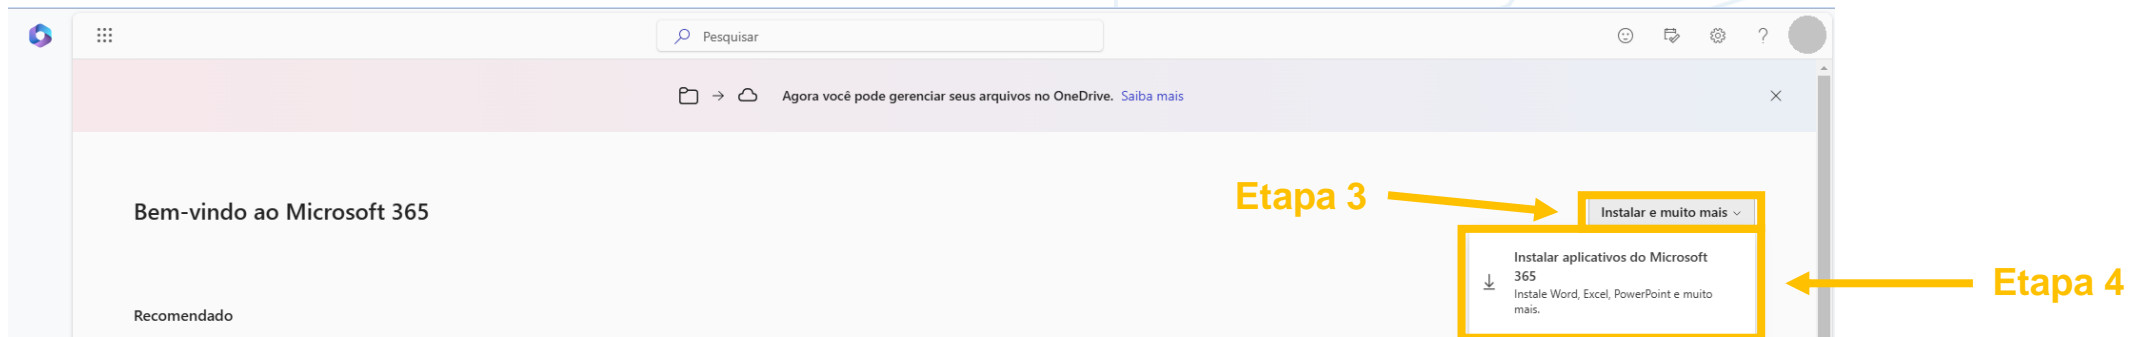 Pesquisar
Agora você pode gerenciar seus arquivos no OneDrive. Saiba mais
Etapa 3
Bem-vindo ao Microsoft 365
Instalar e muito mais
Instalar aplicativos do Microsoft
365
Instale Word, Excel, PowerPoint e muito
mais.
Etapa 4
Recomendado